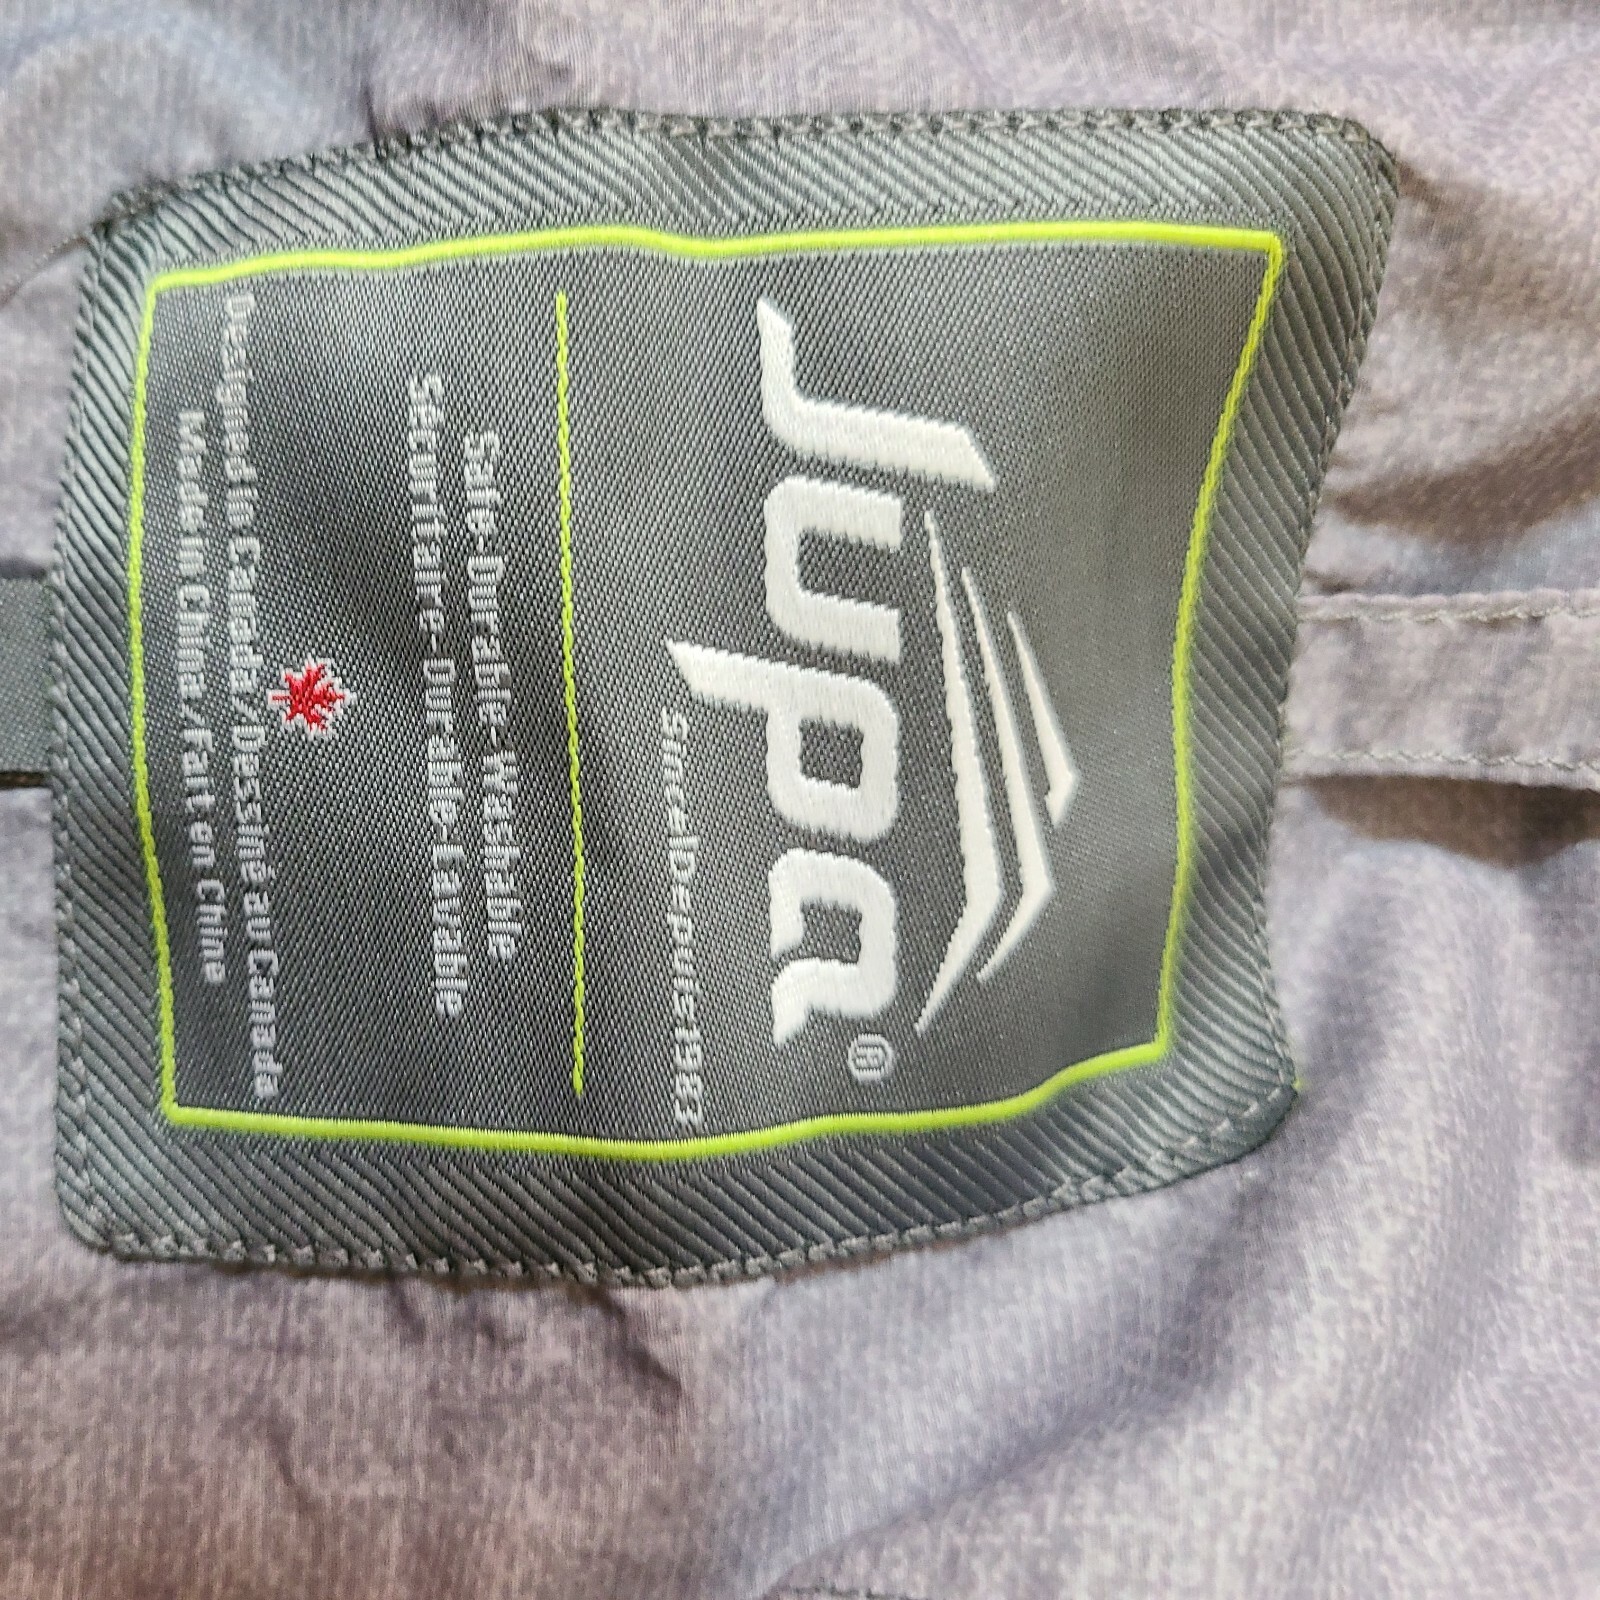 Jupa®
Since|Depuis 1983
Safe-Durable-Washable
Sécuritaire-Durable-Lavable
Designed in Canada/Dessiné au Canada
Made in China/Fait en Chine